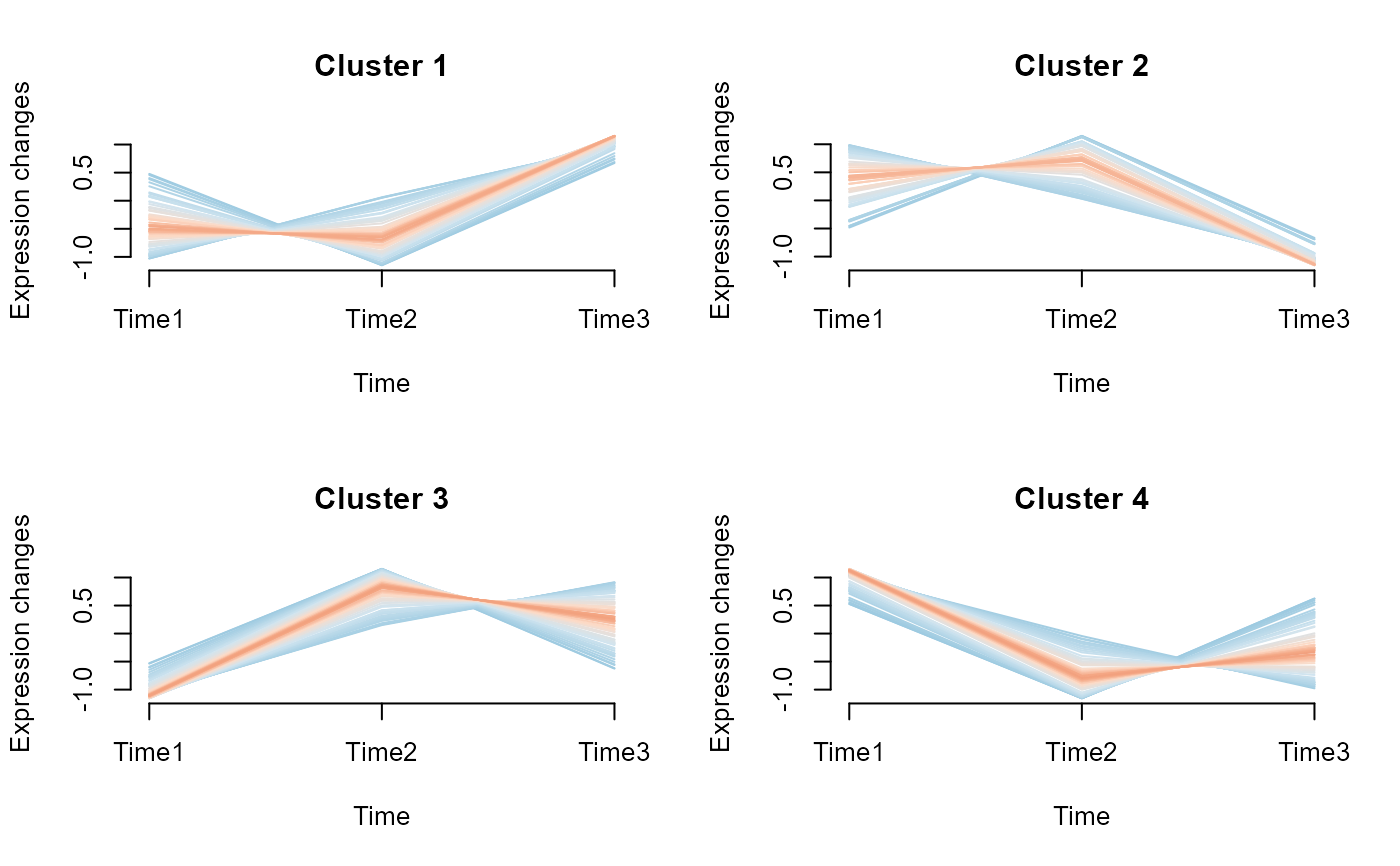 Cluster 1
Expression changes
0.5
-1.0
Time1 Time2 Time3
Time
Cluster 2
Expression changes
0.5
-1.0
Time1 Time2 Time3
Time
Cluster 3
Expression changes
0.5
-1.0
Time1 Time2 Time3
Time
Cluster 4
Expression changes
0.5
-1.0
Time1 Time2 Time3
Time